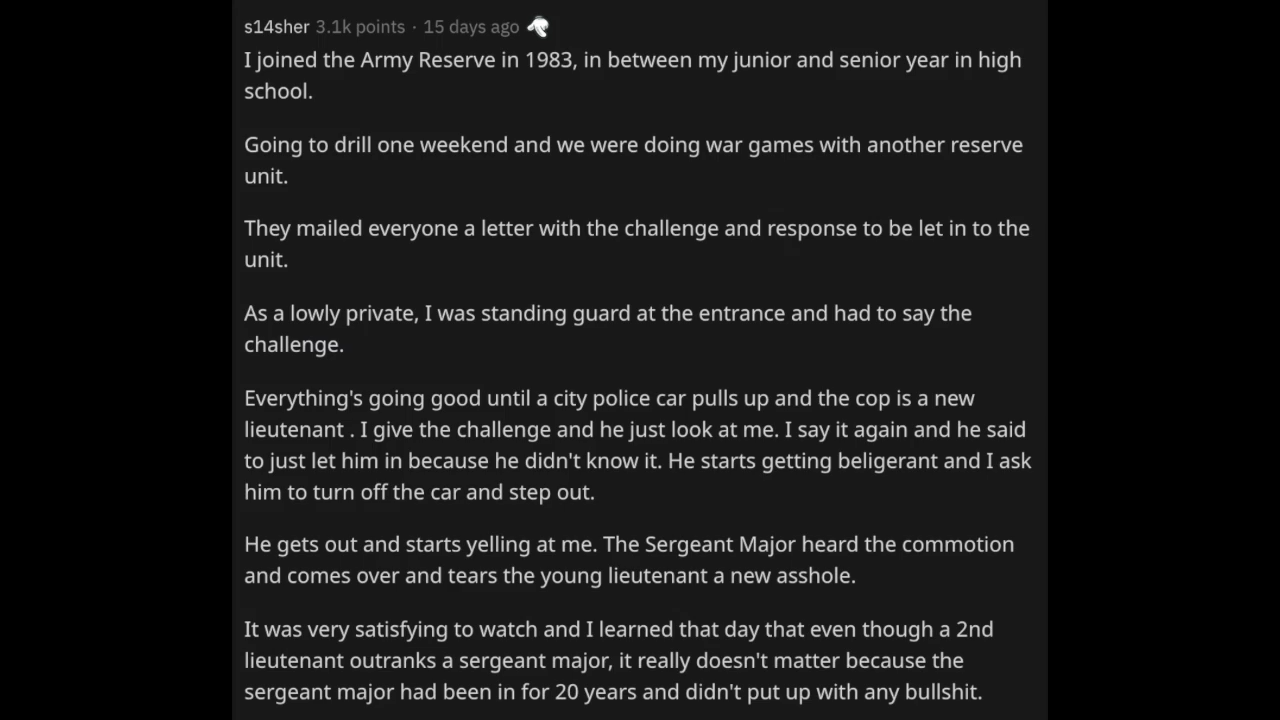 s14sher 3.1k points · 15 days ago
I joined the Army Reserve in 1983, in between my junior and senior year in high
school.
Going to drill one weekend and we were doing war games with another reserve
unit.
They mailed everyone a letter with the challenge and response to be let in to the
unit.
As a lowly private, I was standing guard at the entrance and had to say the
challenge.
Everything's going good until a city police car pulls up and the cop is a new
lieutenant . I give the challenge and he just look at me. I say it again and he said
to just let him in because he didn't know it. He starts getting beligerant and I ask
him to turn off the car and step out.
He gets out and starts yelling at me. The Sergeant Major heard the commotion
and comes over and tears the young lieutenant a new asshole.
It was very satisfying to watch and I learned that day that even though a 2nd
lieutenant outranks a sergeant major, it really doesn't matter because the
sergeant major had been in for 20 years and didn't put up with any bullshit.